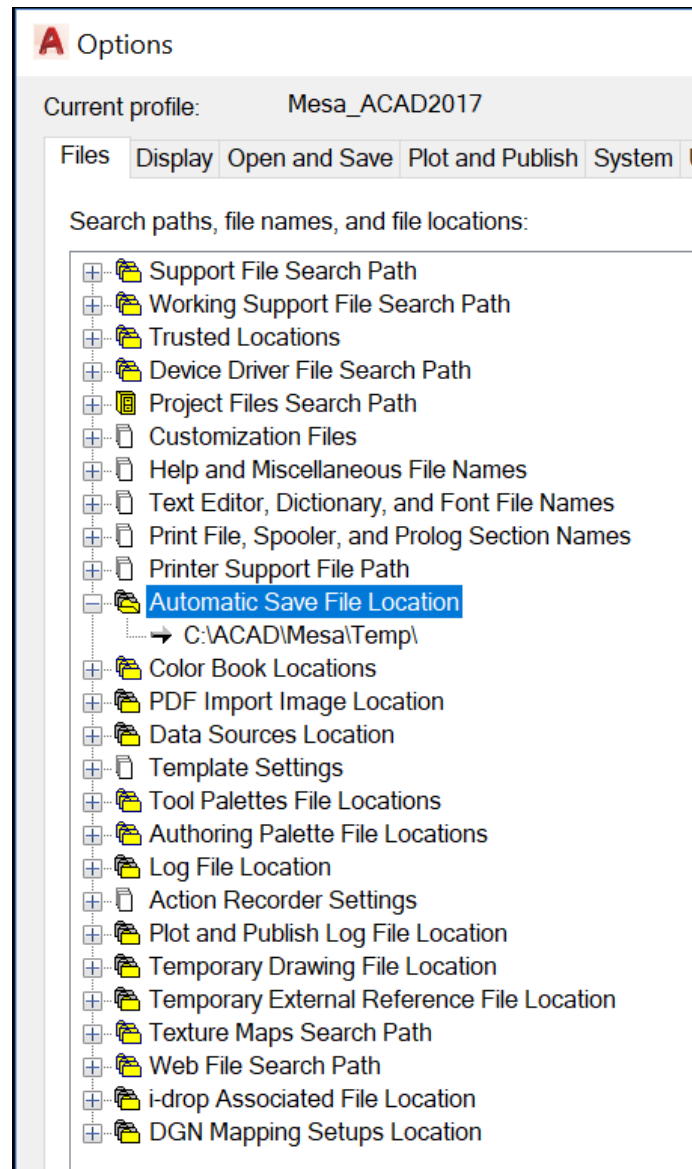 Options
Current profile: Mesa_ACAD2017
Files Display Open and Save Plot and Publish System
Search paths, file names, and file locations:
Support File Search Path
Working Support File Search Path
Trusted Locations
Device Driver File Search Path
Project Files Search Path
Customization Files
Help and Miscellaneous File Names
Text Editor, Dictionary, and Font File Names
Print File, Spooler, and Prolog Section Names
Printer Support File Path
Automatic Save File Location
C:\ACAD\Mesa\Temp\
Color Book Locations
PDF Import Image Location
Data Sources Location
Template Settings
Tool Palettes File Locations
Authoring Palette File Locations
Log File Location
Action Recorder Settings
Plot and Publish Log File Location
Temporary Drawing File Location
Temporary External Reference File Location
Texture Maps Search Path
Web File Search Path
i-drop Associated File Location
DGN Mapping Setups Location